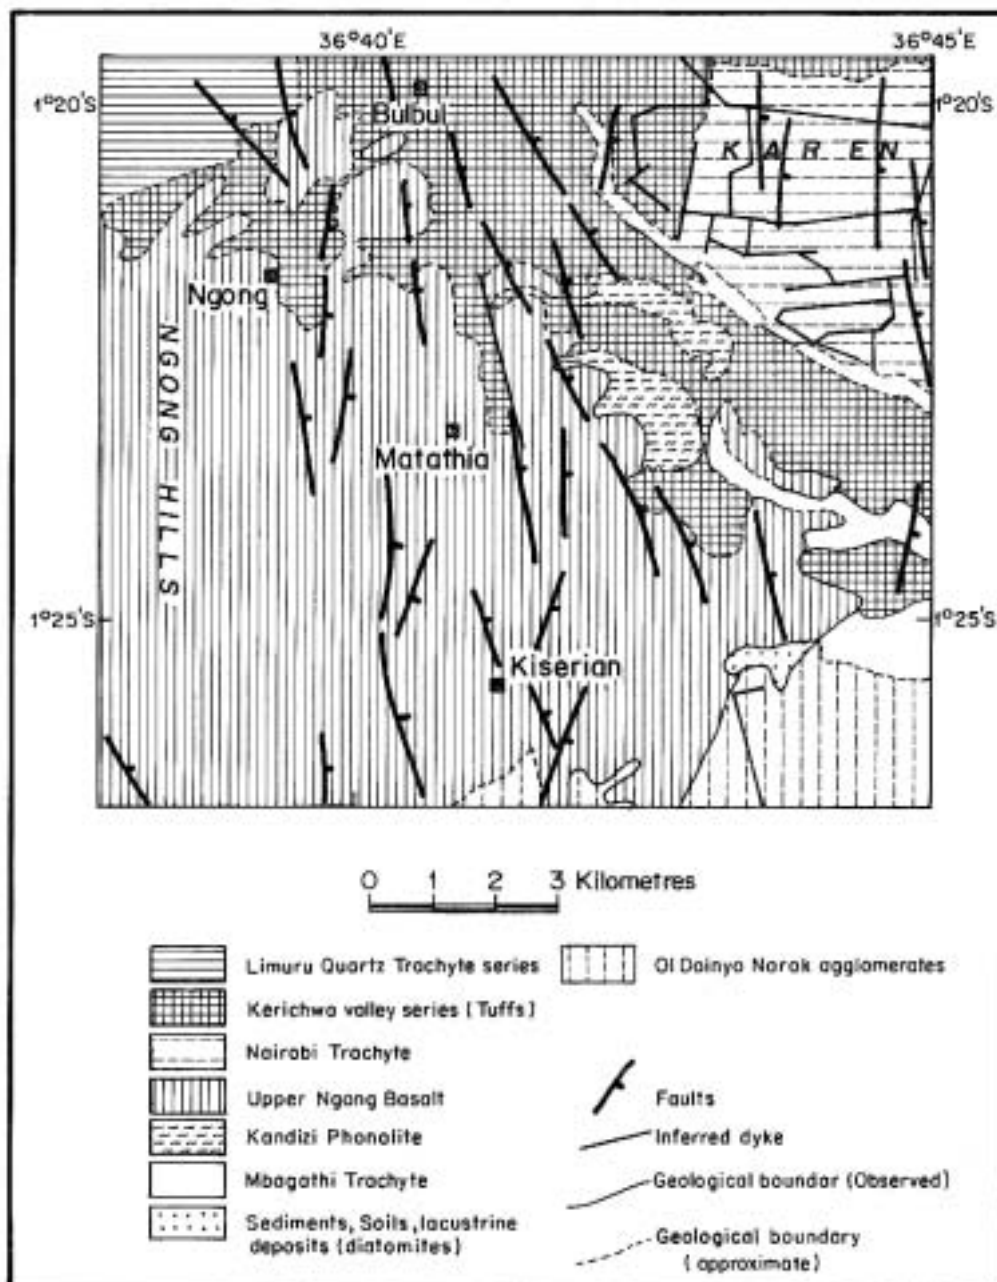 36°40'E 36°45'E
1°20'S 1°20'S
Bulbul
KAREN
Ngong
NGONG HILLS
Matathia
1°25'S 1°25'S
Kiserian
0 1 2 3 Kilometres
Limuru Quartz Trachyte series
Ol Doinyo Narok agglomerates
Kerichwa valley series (Tuffs)
Nairobi Trachyte
Upper Ngong Basalt
Faults
Kandizi Phonolite
Inferred dyke
Mbagathi Trachyte
Geological boundar (Observed)
Sediments, Soils, lacustrine
deposits (diatomites)
Geological boundary
(approximate)